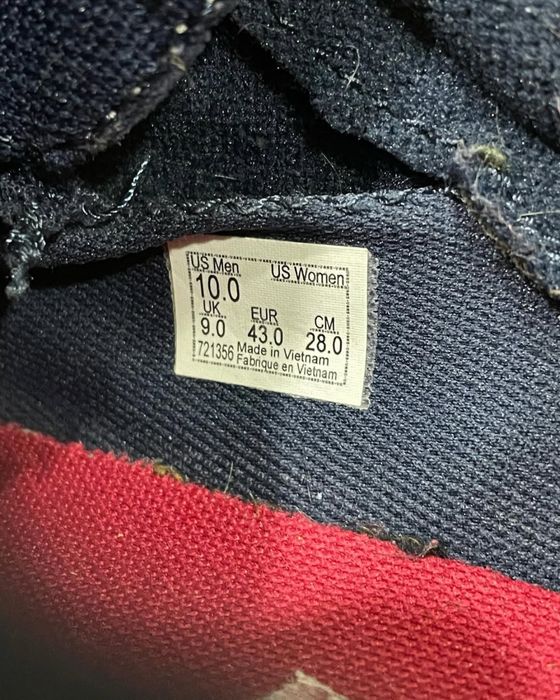 US Men US Women
10.0
UK EUR CM
9.0 43.0 28.0
721356 Made in Vietnam
Fabrique en Vietnam